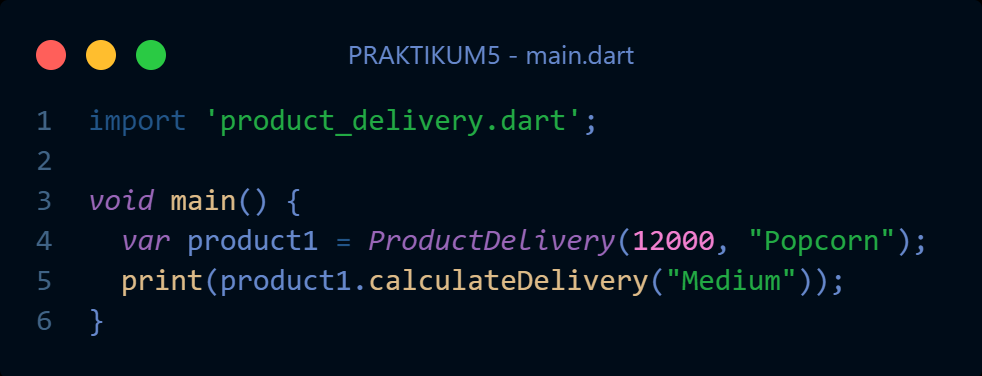 PRAKTIKUM5 - main.dart
1 import 'product_delivery.dart';
2
3 void main() {
4   var product1 = ProductDelivery(12000, "Popcorn");
5   print(product1.calculateDelivery("Medium"));
6 }